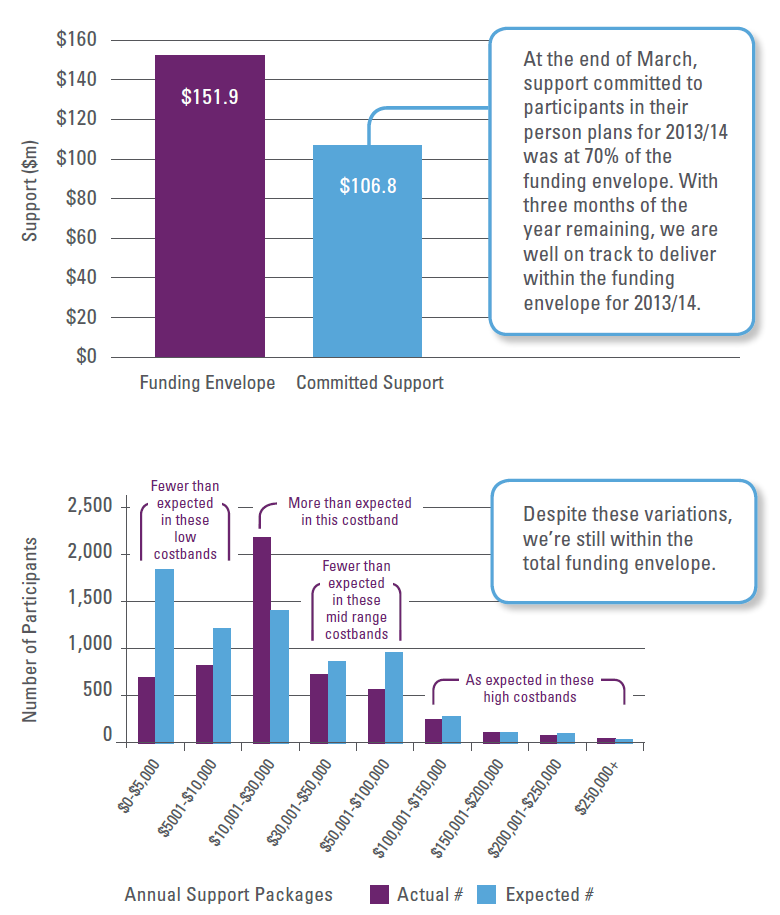 $160
$140
$120
$100
$80
$60
$40
$20
$0
Support ($m)
$151.9
$106.8
Funding Envelope
Committed Support
At the end of March,
support committed to
participants in their
person plans for 2013/14
was at 70% of the
funding envelope. With
three months of the
year remaining, we are
well on track to deliver
within the funding
envelope for 2013/14.
2,500
2,000
1,500
1,000
500
0
Number of Participants
Fewer than
expected
in these
low
costbands
More than expected
in this costband
Fewer than
expected
in these
mid range
costbands
As expected in these
high costbands
Despite these variations,
we're still within the
total funding envelope.
$0-$5,000
$5001-$10,000
$10,001-$30,000
$30,001-$50,000
$50,001-$100,000
$100,001-$150,000
$150,001-$200,000
$200,001-$250,000
$250,000+
Annual Support Packages
Actual #
Expected #